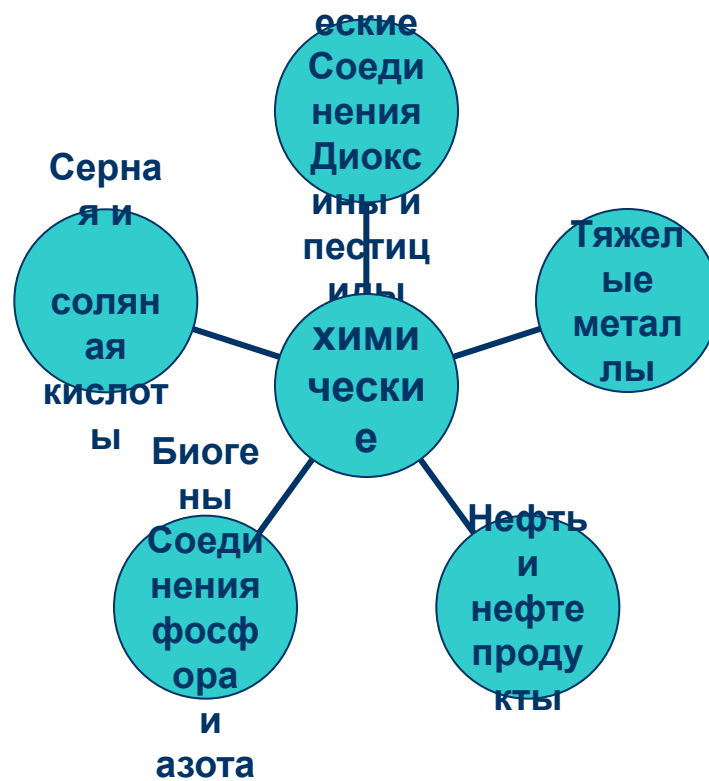 еские
Соеди
нения
Диокс
ины и
пестиц
иды
Серна
я и
солян
ая
кислот
ы
Тяжел
ые
метал
лы
хими
чески
е
Биоге
ны
Соеди
нения
фосф
ора
и
азота
Нефть
и
нефте
проду
кты